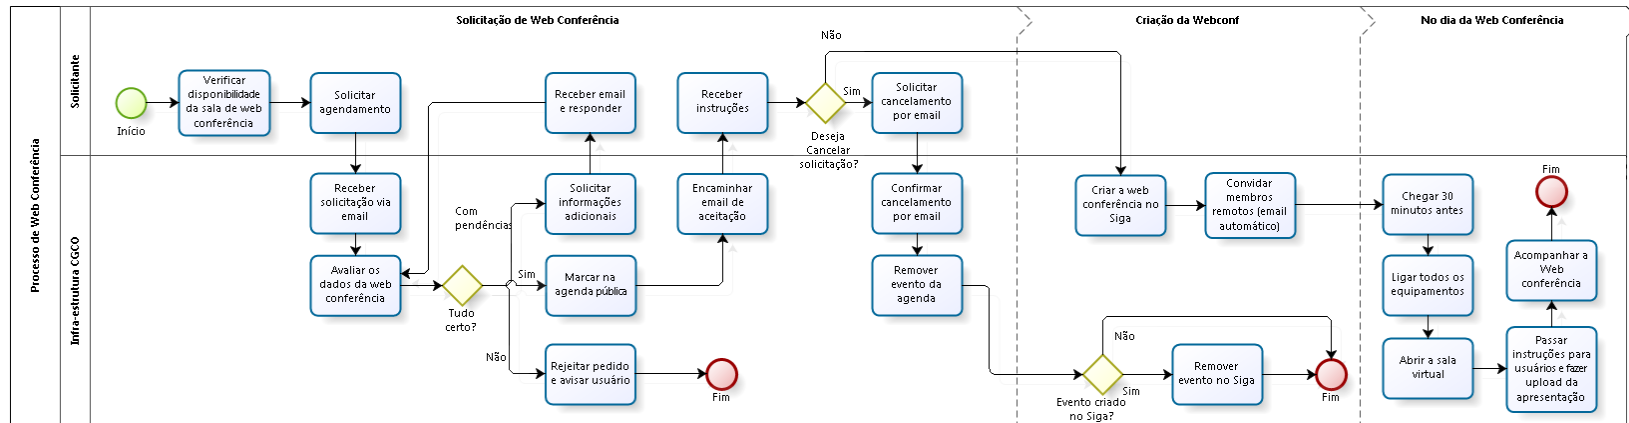 Solicitação de Web Conferência
Criação da Webconf
No dia da Web Conferência
Processo de Web Conferência
Solicitante
Infra-estrutura CGCO
Início
Verificar
disponibilidade
da sala de web
conferência
Solicitar
agendamento
Receber email
e responder
Receber
instruções
Não
Sim
Deseja
Cancelar
solicitação?
Solicitar
cancelamento
por email
Receber
solicitação via
email
Avaliar os
dados da web
conferência
Tudo
certo?
Com
pendências
Sim
Não
Solicitar
informações
adicionais
Marcar na
agenda pública
Rejeitar pedido
e avisar usuário
Fim
Encaminhar
email de
aceitação
Confirmar
cancelamento
por email
Remover
evento da
agenda
Criar a web
conferência no
Siga
Convidar
membros
remotos (email
automático)
Evento criado
no Siga?
Não
Sim
Remover
evento no Siga
Fim
Chegar 30
minutos antes
Ligar todos os
equipamentos
Abrir a sala
virtual
Passar
instruções para
usuários e fazer
upload da
apresentação
Acompanhar a
Web
conferência
Fim